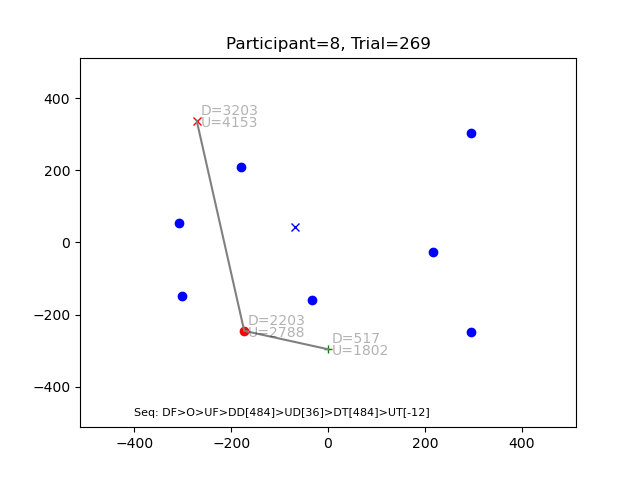 Participant=8, Trial=269
D=3203
U=4153
D=2203
U=2788
D=517
U=1802
Seq: DF>O>UF>DD[484]>UD[36]>DT[484]>UT[-12]
400
200
0
−200
−400
−400
−200
0
200
400